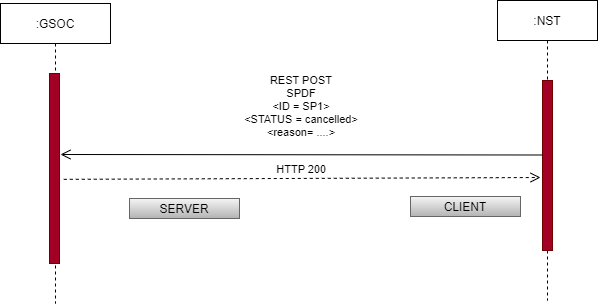 :GSOC
:NST
REST POST
SPDF
<ID = SP1>
<STATUS = cancelled>
<reason= ....>
HTTP 200
SERVER
CLIENT